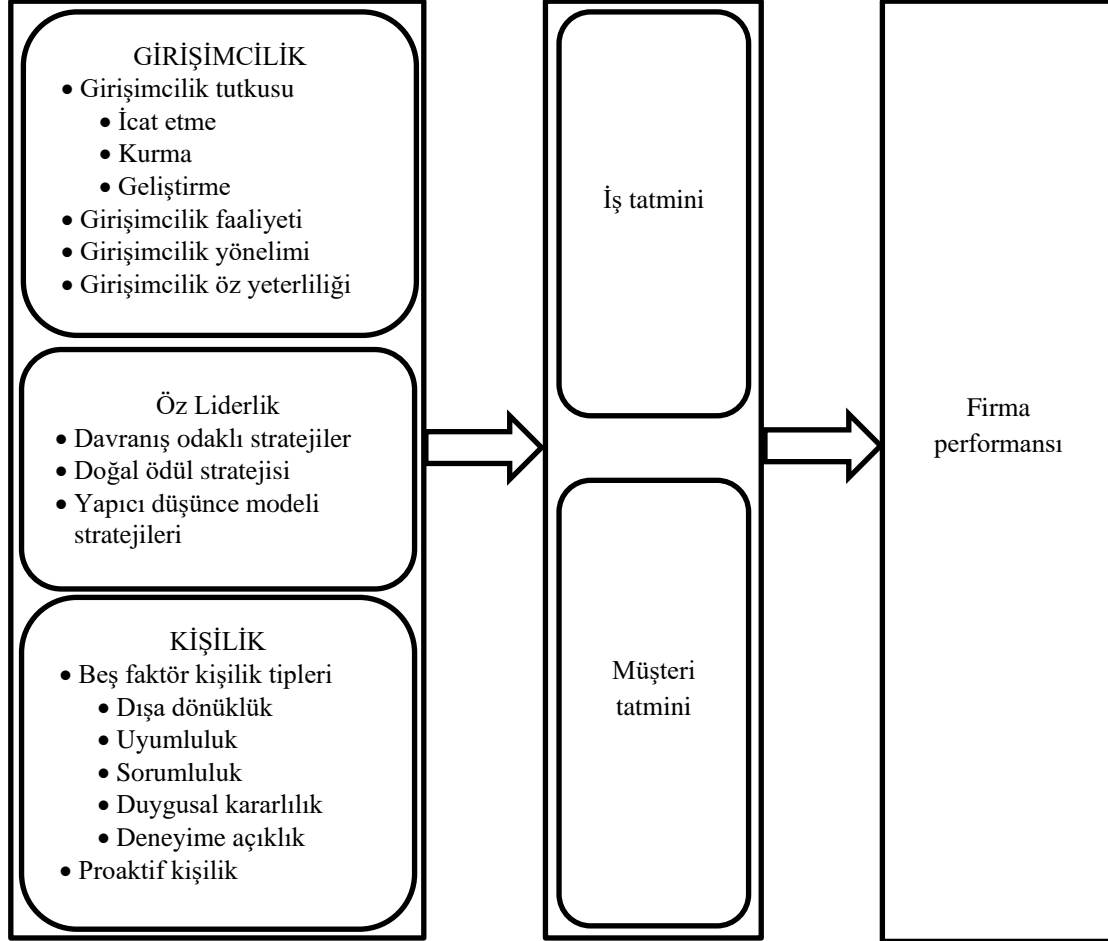 GİRİŞİMCİLİK
• Girişimcilik tutkusu
• İcat etme
• Kurma
• Geliştirme
• Girişimcilik faaliyeti
• Girişimcilik yönelimi
• Girişimcilik öz yeterliliği
Öz Liderlik
• Davranış odaklı stratejiler
• Doğal ödül stratejisi
• Yapıcı düşünce modeli
stratejileri
KİŞİLİK
• Beş faktör kişilik tipleri
• Dışa dönüklük
• Uyumluluk
• Sorumluluk
• Duygusal kararlılık
• Deneyime açıklık
• Proaktif kişilik
İş tatmini
Müşteri
tatmini
Firma
performansı